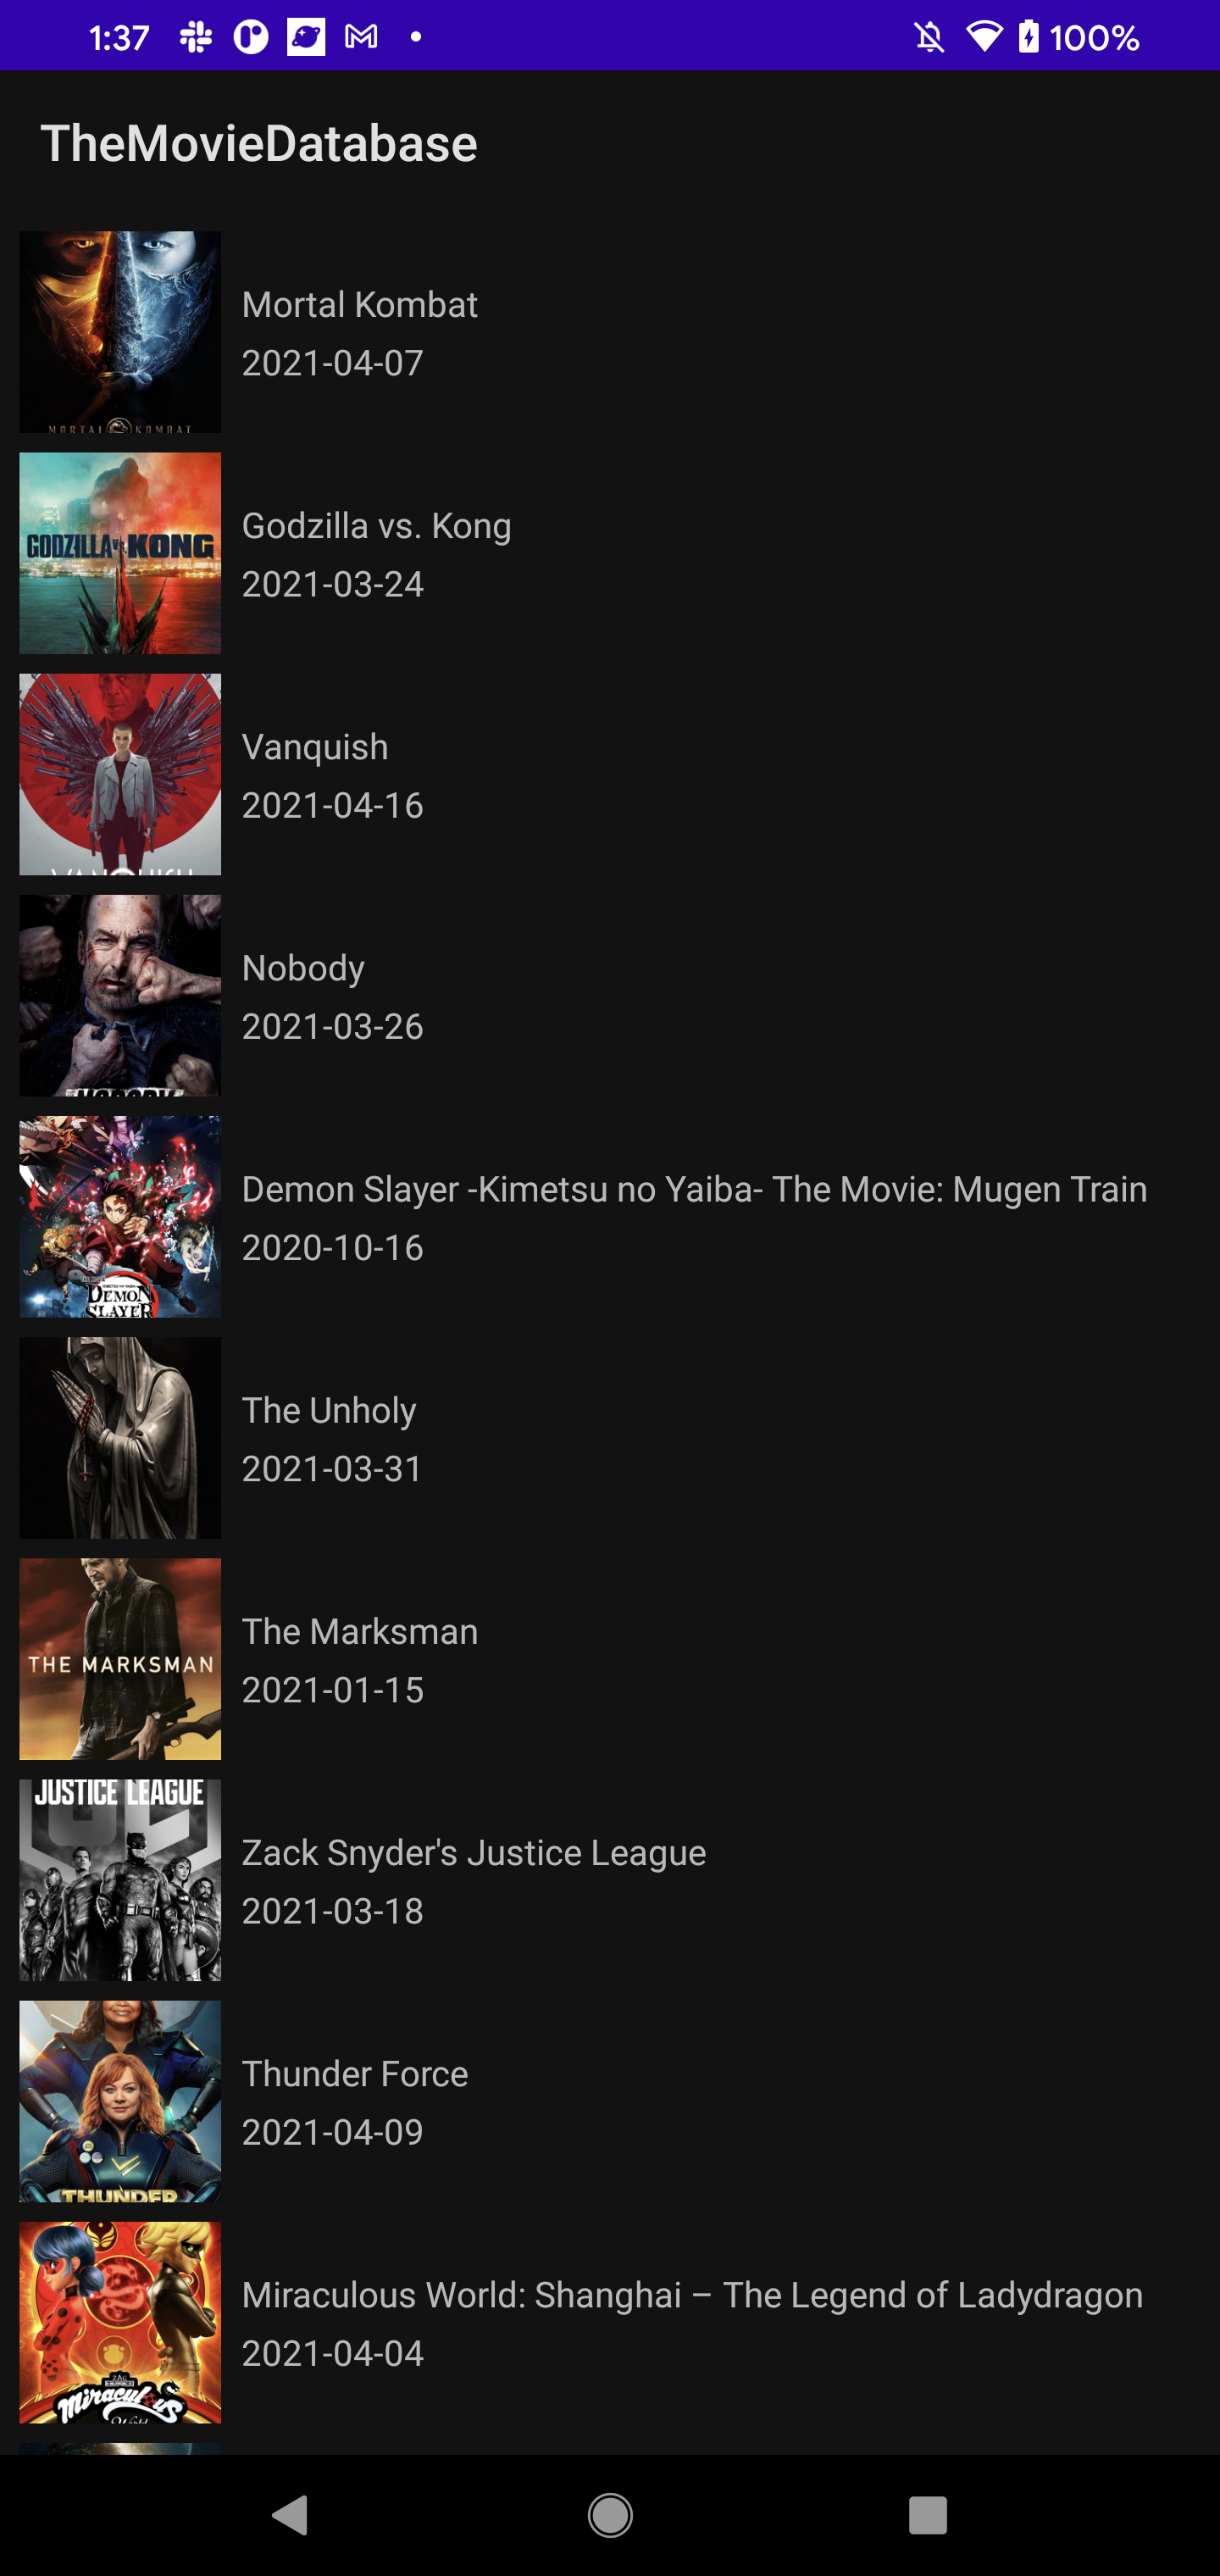 1:37
100%
TheMovieDatabase
MORTAL KOMBAT
Mortal Kombat
2021-04-07
GODZILLA vs KONG
Godzilla vs. Kong
2021-03-24
VANQUISH
Vanquish
2021-04-16
NOBODY
Nobody
2021-03-26
DEMON
SLAYER
Demon Slayer -Kimetsu no Yaiba- The Movie: Mugen Train
2020-10-16
The Unholy
2021-03-31
THE MARKSMAN
The Marksman
2021-01-15
JUSTICE LEAGUE
Zack Snyder's Justice League
2021-03-18
THUNDER
Thunder Force
2021-04-09
Miraculous
World
Miraculous World: Shanghai – The Legend of Ladydragon
2021-04-04